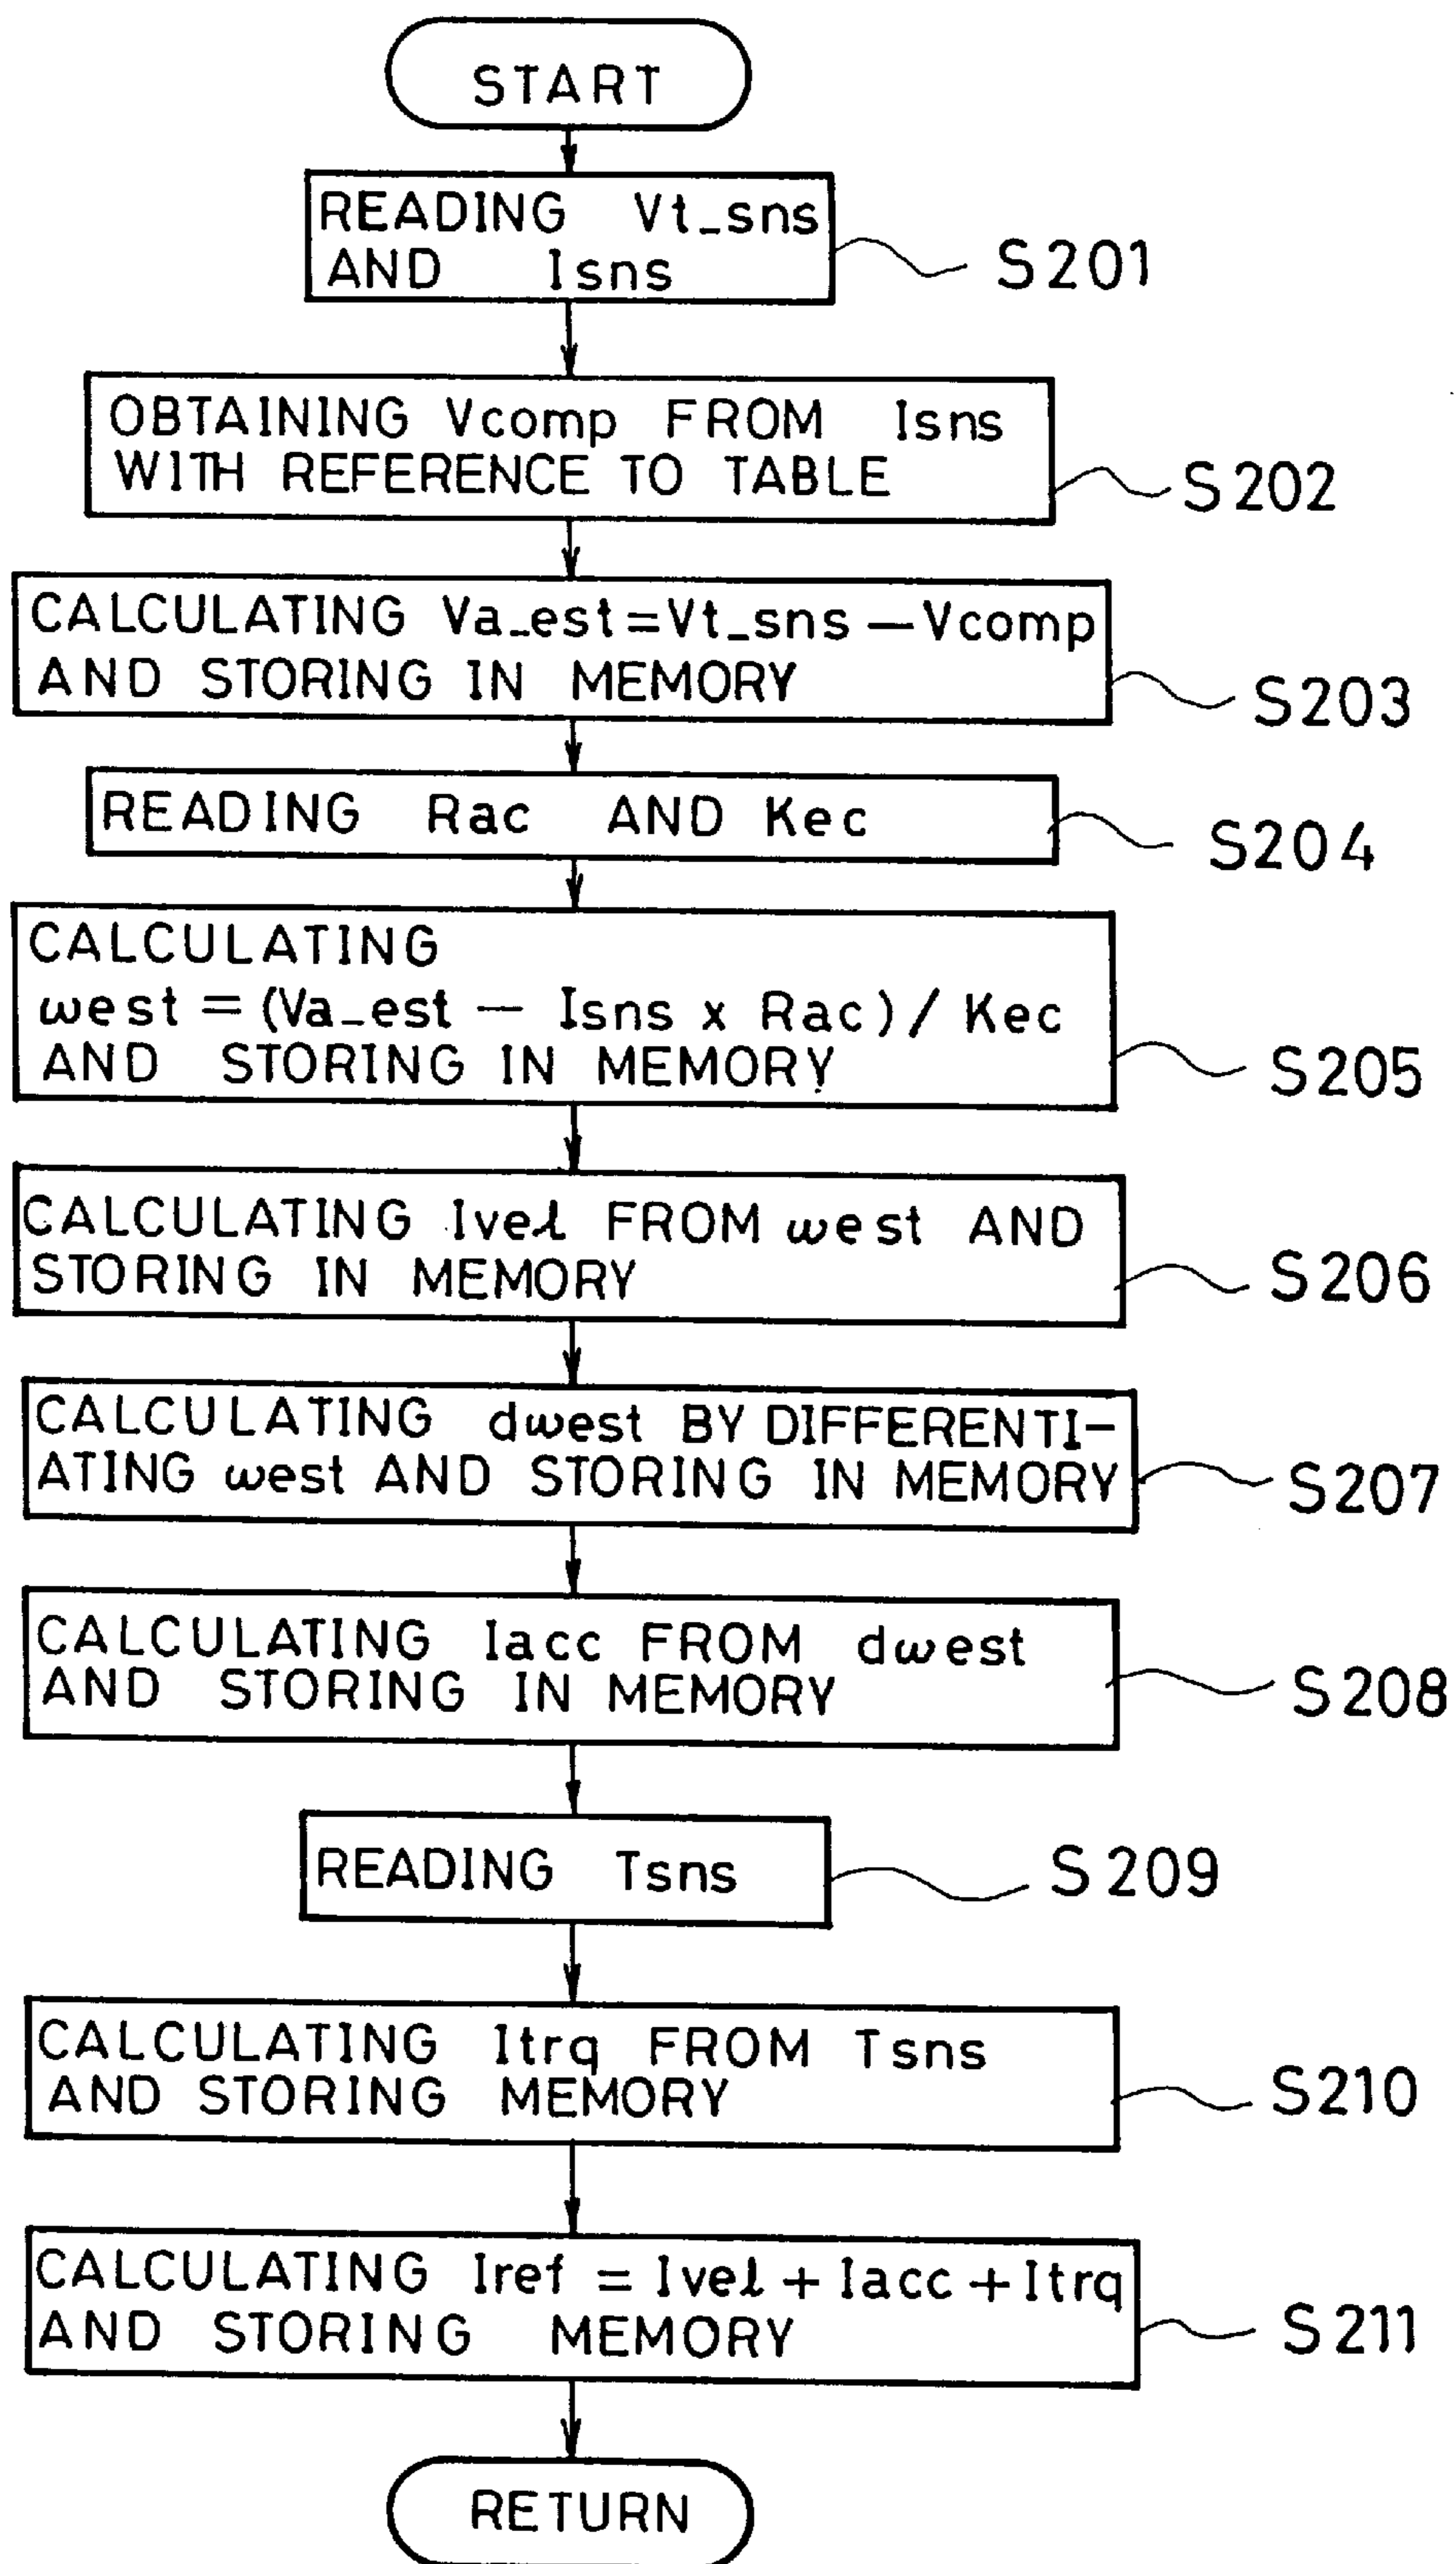 START
READING Vt_sns
AND Isns
S201
OBTAINING Vcomp FROM Isns
WITH REFERENCE TO TABLE
S202
CALCULATING Va_est=Vt_sns-Vcomp
AND STORING IN MEMORY
S203
READING Rac AND Kec
S204
CALCULATING
ωest = (Va_est - Isns x Rac) / Kec
AND STORING IN MEMORY
S205
CALCULATING Ivel FROM ωest AND
STORING IN MEMORY
S206
CALCULATING dωest BY DIFFERENTI-
ATING ωest AND STORING IN MEMORY
S207
CALCULATING Iacc FROM dωest
AND STORING IN MEMORY
S208
READING Tsns
S209
CALCULATING Itrq FROM Tsns
AND STORING MEMORY
S210
CALCULATING Iref = Ivel + Iacc + Itrq
AND STORING MEMORY
S211
RETURN